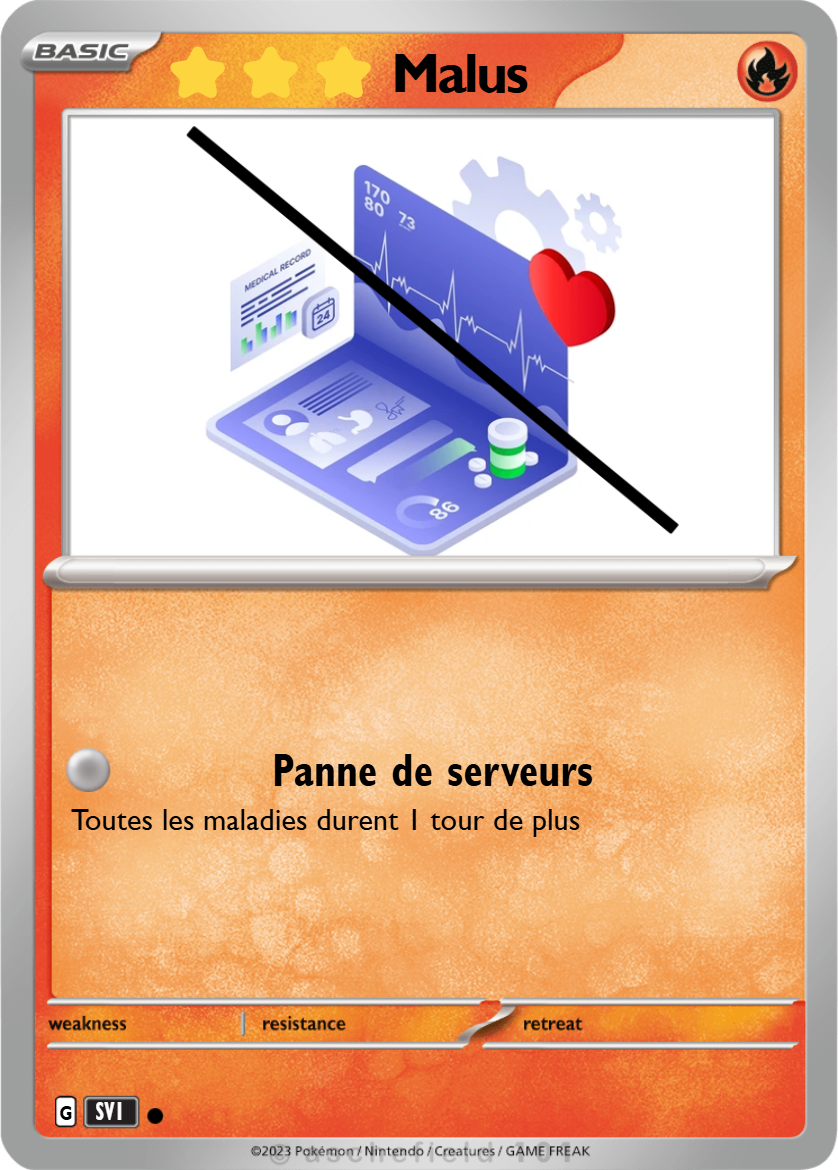 BASIC
Malus
170
80
73
MEDICAL RECORD
24
86
Panne de serveurs
Toutes les maladies durent 1 tour de plus
weakness
resistance
retreat
G SVI
©2023 Pokémon / Nintendo / Creatures / GAME FREAK